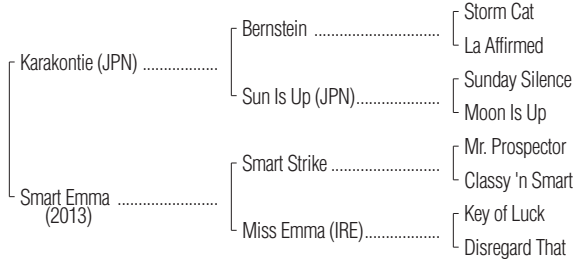 Storm Cat
Bernstein ..................
La Affirmed
Karakontie (JPN) ..................
Sunday Silence
Sun Is Up (JPN)....................
Moon Is Up
Mr. Prospector
Smart Strike ..........................
Classy 'n Smart
Smart Emma .......................
(2013)
Key of Luck
Miss Emma (IRE)..................
Disregard That